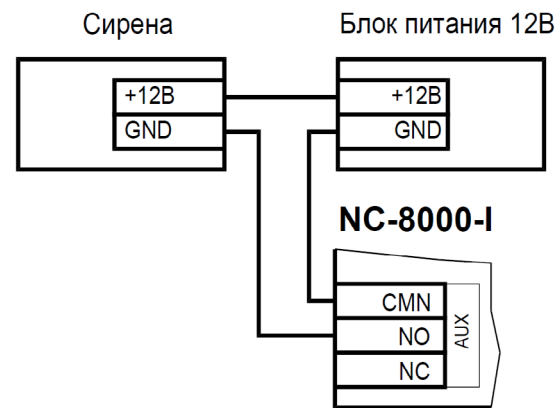 Сирена
Блок питания 12В
+12В
+12В
GND
GND
NC-8000-I
CMN
NO
NC
AUX